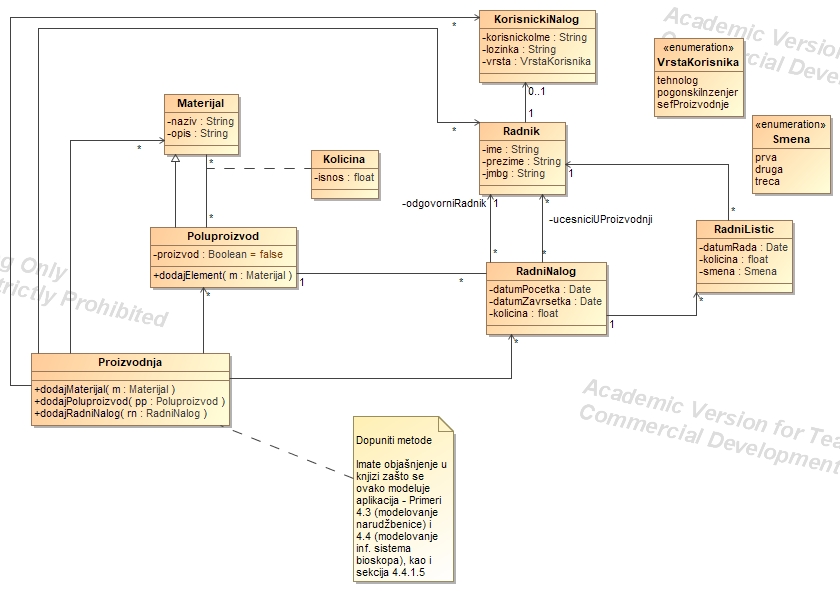 KorisnickiNalog
-korisnickoIme : String
-lozinka : String
-vrsta : VrstaKorisnika
Academic Version
Commercial Deve
«enumeration»
VrstaKorisnika
tehnolog
pogonskiInzenjer
sefProizvodnje
«enumeration»
Smena
prva
druga
treca
Materijal
-naziv : String
-opis : String
Kolicina
-isnos : float
Radnik
-ime : String
-prezime : String
-jmbg : String
0..1
1
*
*
*
*
*
1
-odgovorniRadnik
1
*
-ucesniciUProizvodnji
*
*
*
Poluproizvod
-proizvod : Boolean = false
+dodajElement( m : Materijal )
1
*
*
RadniNalog
-datumPocetka : Date
-datumZavrsetka : Date
-kolicina : float
1
*
*
RadniListic
-datumRada : Date
-kolicina : float
-smena : Smena
g Only
trictly Prohibited
Proizvodnja
+dodajMaterijal( m : Materijal )
+dodajPoluproizvod( pp : Poluproizvod )
+dodajRadniNalog( rn : RadniNalog )
Academic Version for Tea
Commercial Development
Dopuniti metode
Imate objašnjenje u
knjizi zašto se
ovako modeluje
aplikacija - Primeri
4.3 (modelovanje
narudžbenice) i
4.4 (modelovanje
inf. sistema
bioskopa), kao i
sekcija 4.4.1.5